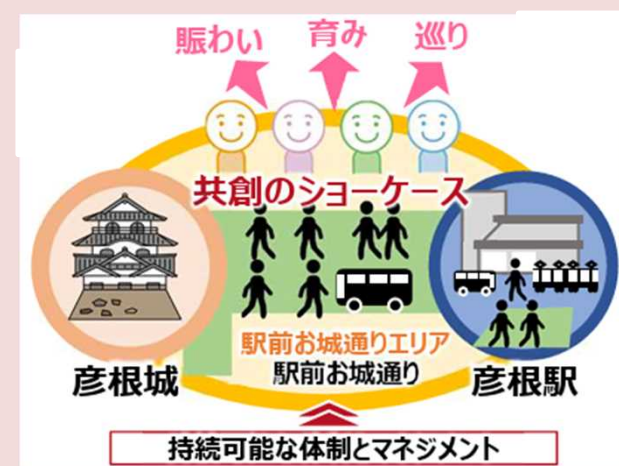 賑わい
育み
巡り
共創のショーケース
駅前お城通りエリア
駅前お城通り
彦根城
彦根駅
持続可能な体制とマネジメント